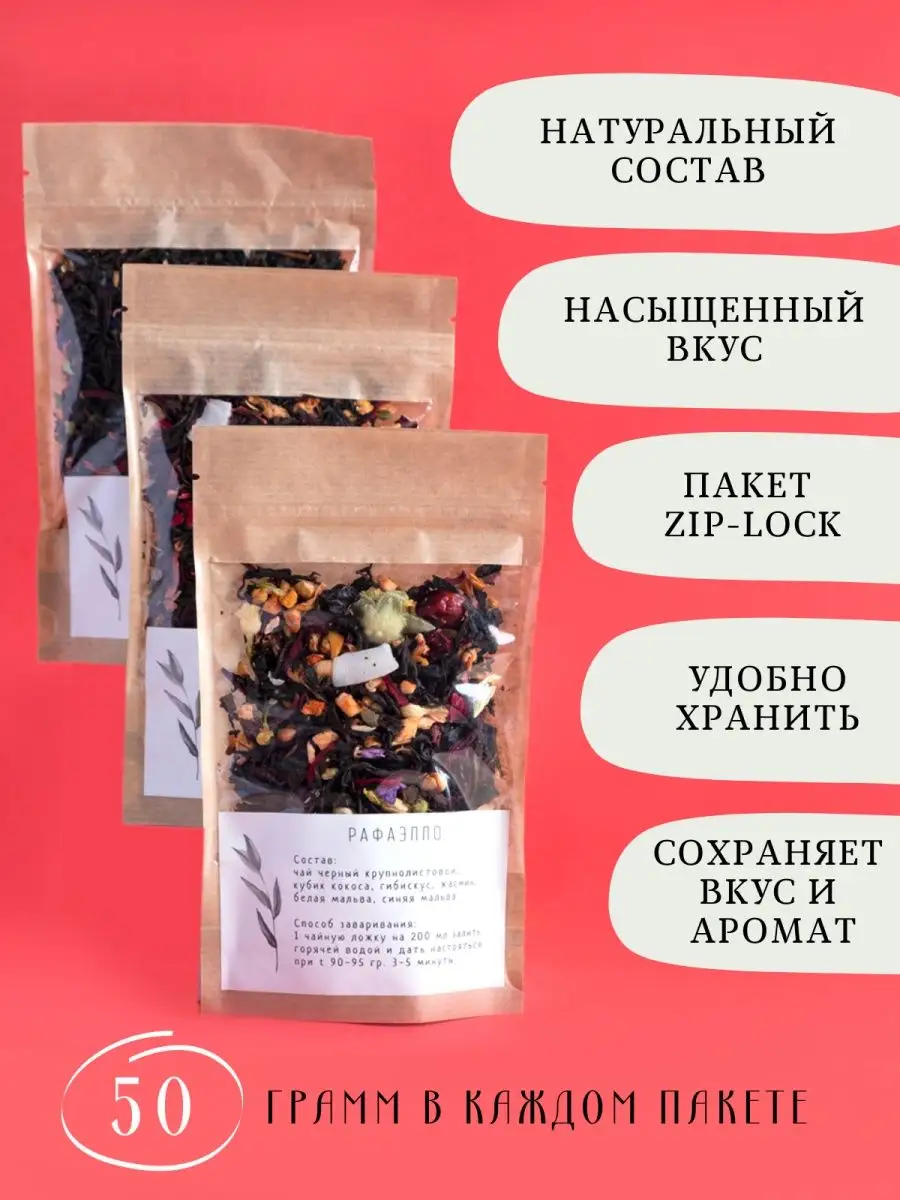 НАТУРАЛЬНЫЙ
СОСТАВ
НАСЫЩЕННЫЙ
ВКУС
ПАКЕТ
ZIP-LOCK
УДОБНО
ХРАНИТЬ
СОХРАНЯЕТ
ВКУС И
АРОМАТ
РАФАЭЛЛО
Состав:
чай черный крупнолистовой,
кубик кокоса, гибискус, жасмин,
белая мальва, синяя мальва
Способ заваривания:
1 чайную ложку на 200 мл залить
горячей водой и дать настояться
при t 90-95 гр. 3-5 минут.
50 ГРАММ В КАЖДОМ ПАКЕТЕ